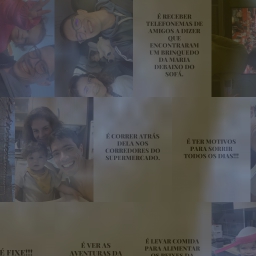 É RECEBER
TELEFONEMAS DE
AMIGOS A DIZER
QUE
ENCONTRARAM
UM BRINQUEDO
DA MARIA
DEBAIXO DO
SOFÁ.
É CORRER ATRÁS
DELA NOS
CORREDORES DO
SUPERMERCADO.
É TER MOTIVOS
PARA SORRIR
TODOS OS DIAS!!!
É FIXE!!!
É VER AS
AVENTURAS DA
É LEVAR COMIDA
PARA ALIMENTAR
OS PEIXES DA